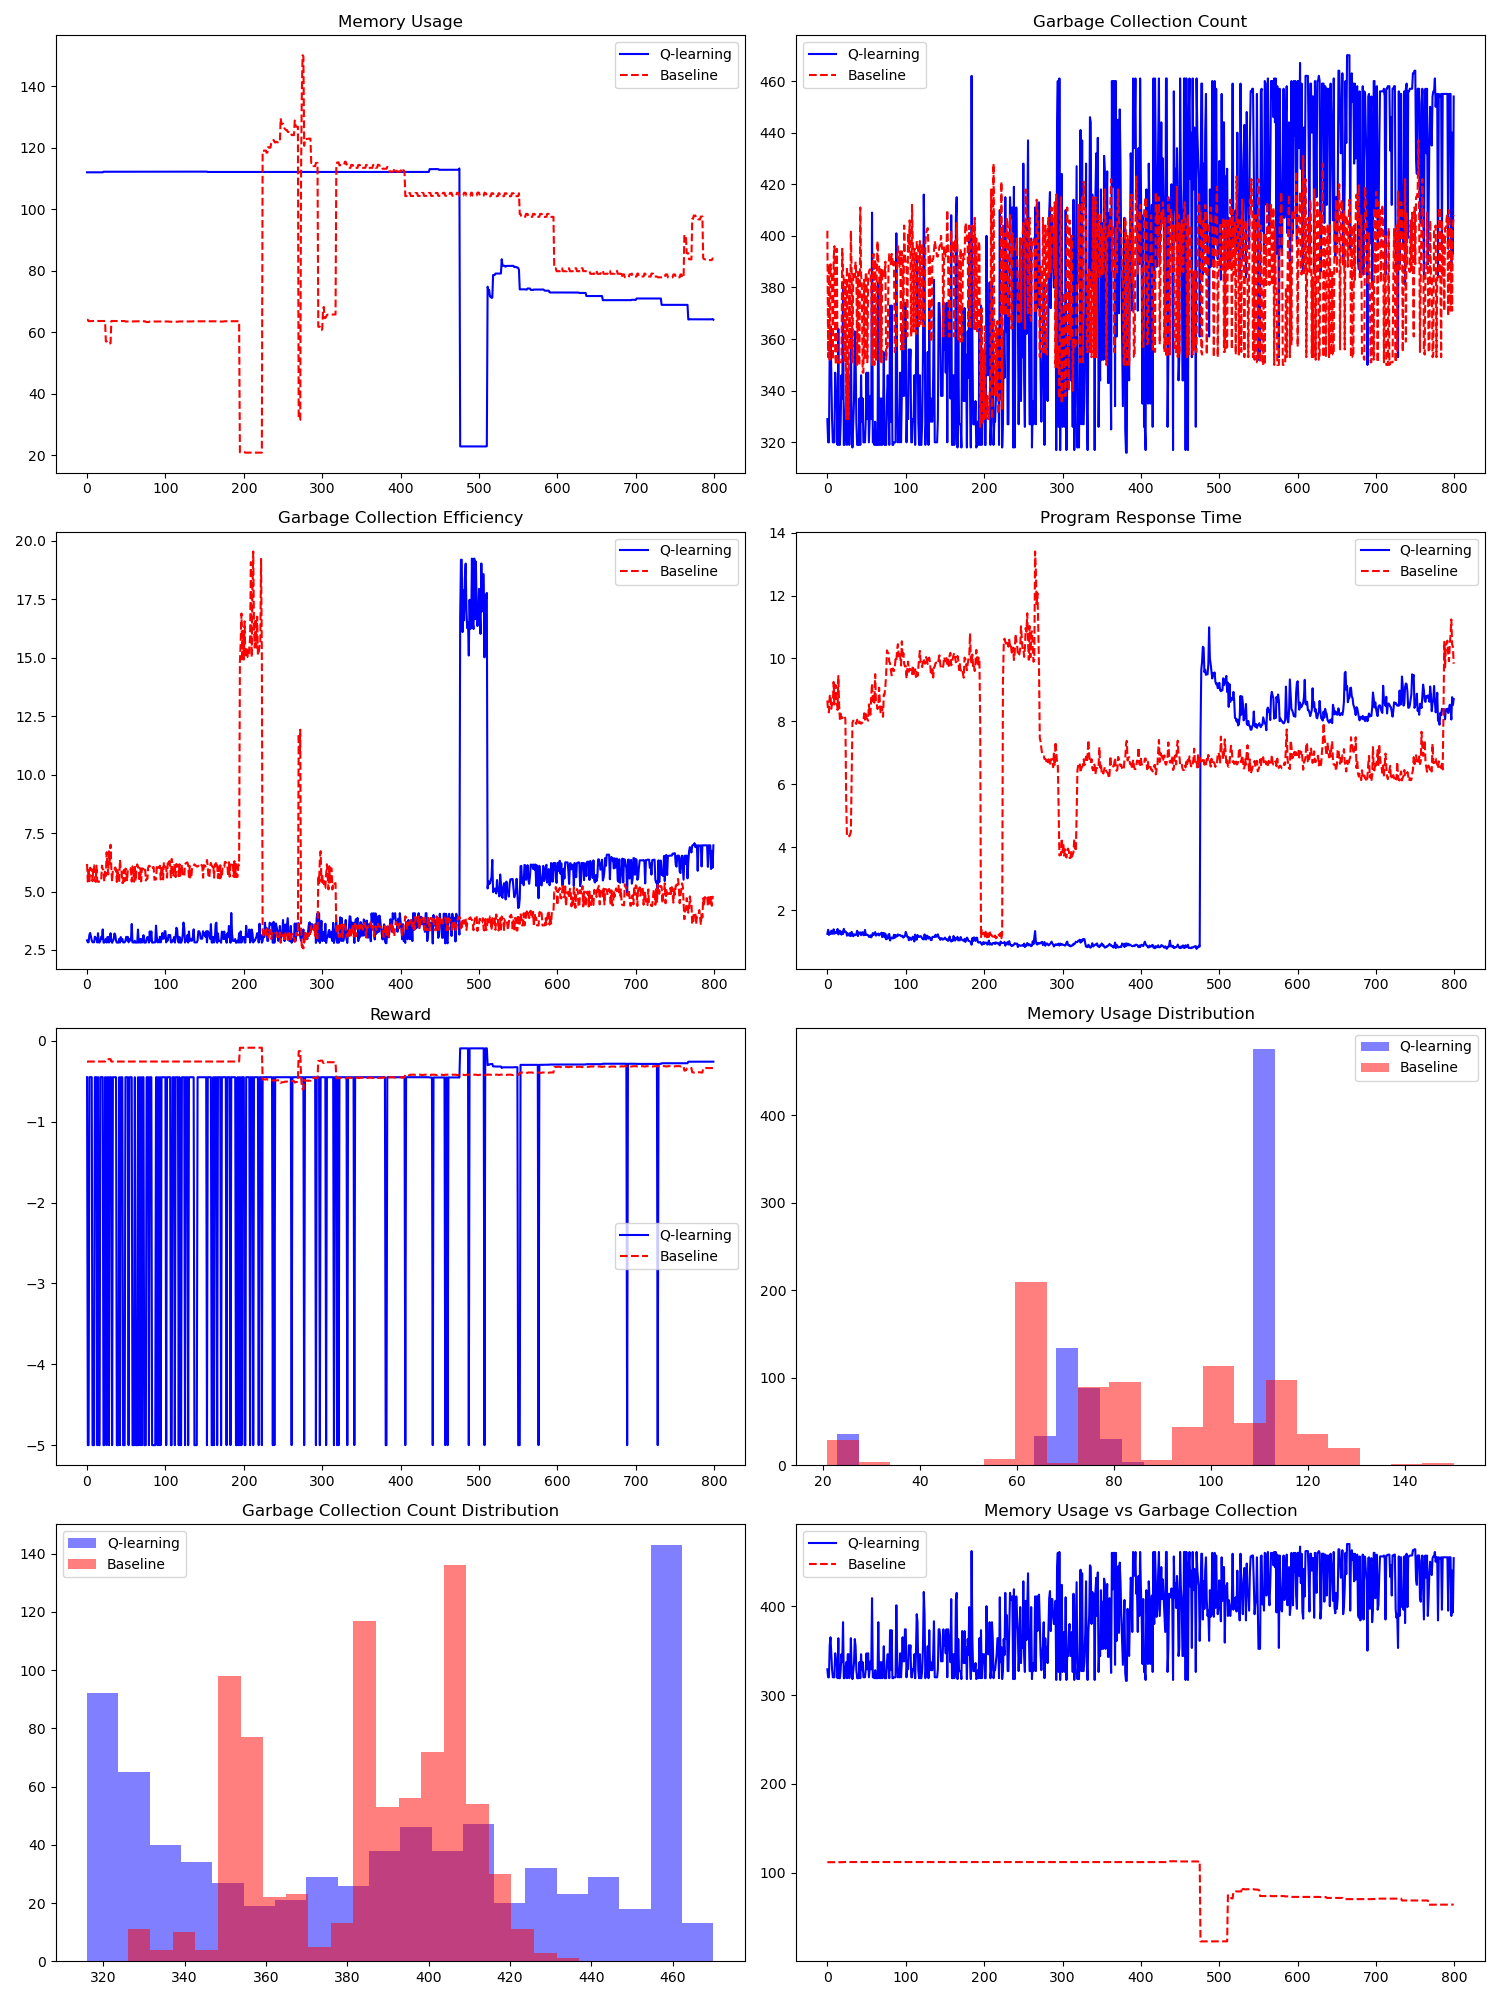 Memory Usage
Q-learning
Baseline
140
120
100
80
60
40
20
0 100 200 300 400 500 600 700 800
Garbage Collection Count
Q-learning
Baseline
460
440
420
400
380
360
340
320
0 100 200 300 400 500 600 700 800
Garbage Collection Efficiency
Q-learning
Baseline
20.0
17.5
15.0
12.5
10.0
7.5
5.0
2.5
0 100 200 300 400 500 600 700 800
Program Response Time
Q-learning
Baseline
14
12
10
8
6
4
2
0 100 200 300 400 500 600 700 800
Reward
0
−1
−2
Q-learning
Baseline
−3
−4
−5
0 100 200 300 400 500 600 700 800
Memory Usage Distribution
Q-learning
Baseline
400
300
200
100
0
20 40 60 80 100 120 140
Garbage Collection Count Distribution
Q-learning
Baseline
140
120
100
80
60
40
20
0
320 340 360 380 400 420 440 460
Memory Usage vs Garbage Collection
Q-learning
Baseline
400
300
200
100
0 100 200 300 400 500 600 700 800